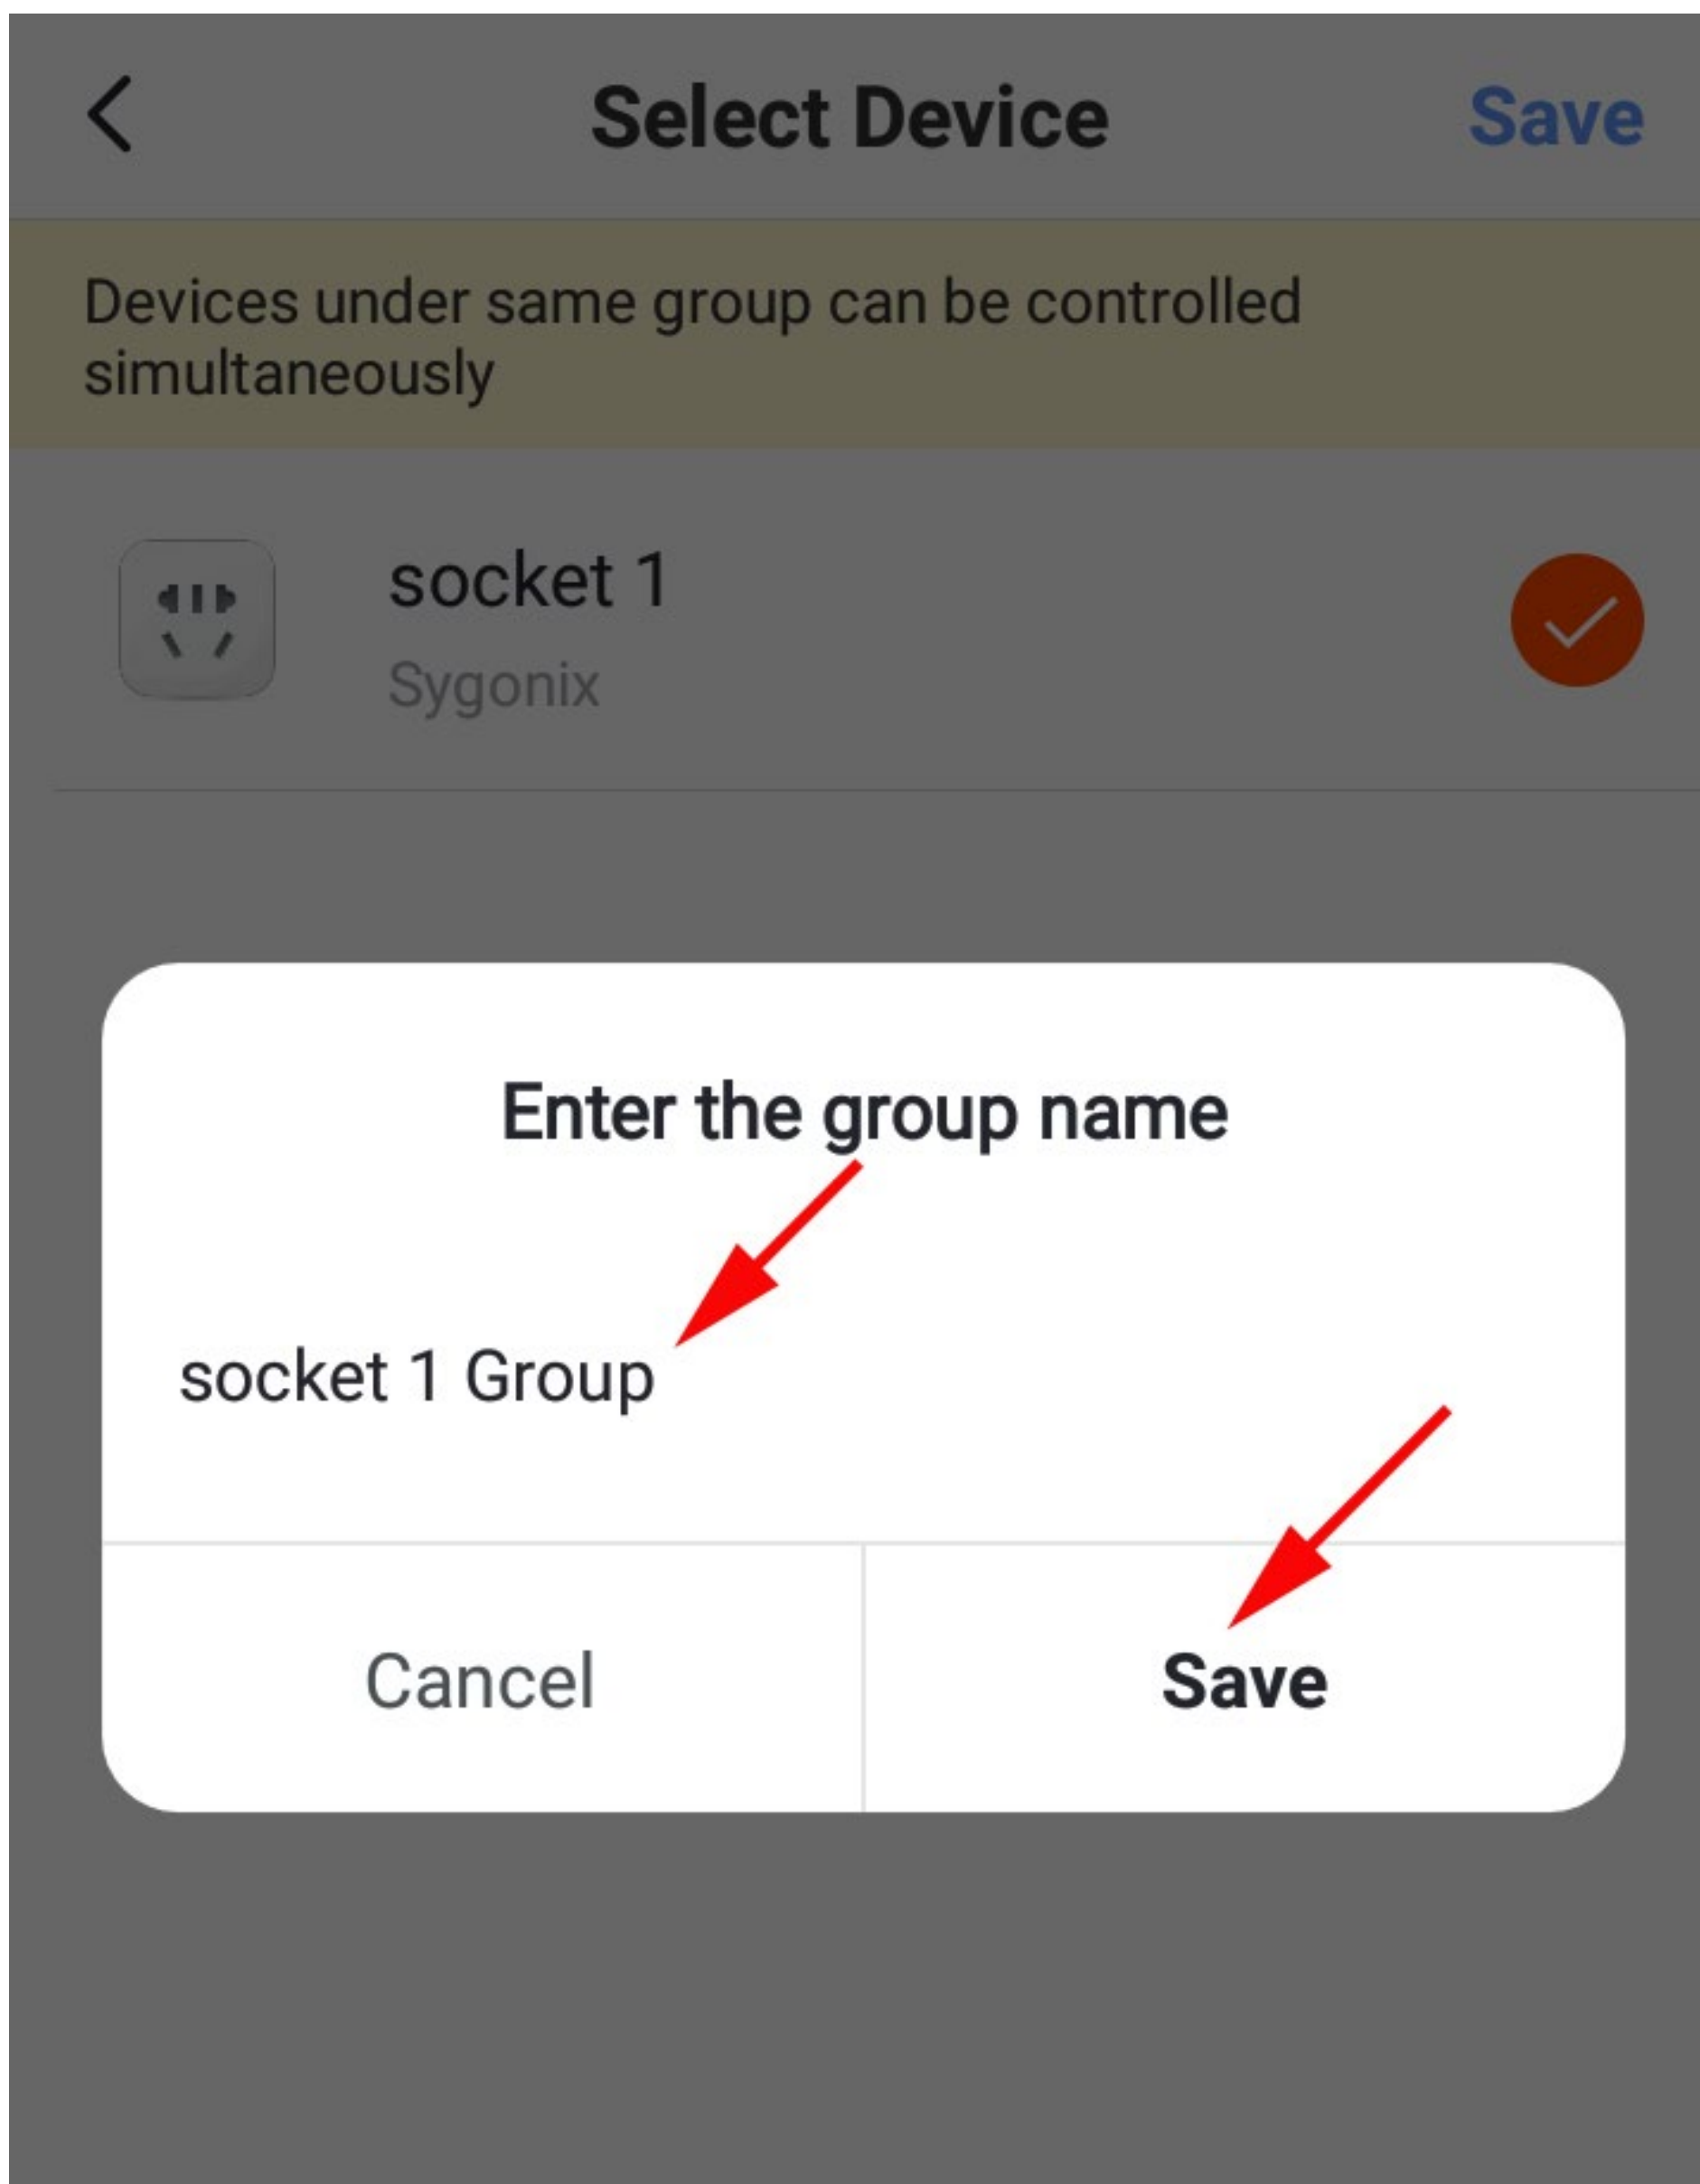 Select Device
Save
Devices under same group can be controlled
simultaneously
socket 1
Sygonix
Enter the group name
socket 1 Group
Cancel
Save